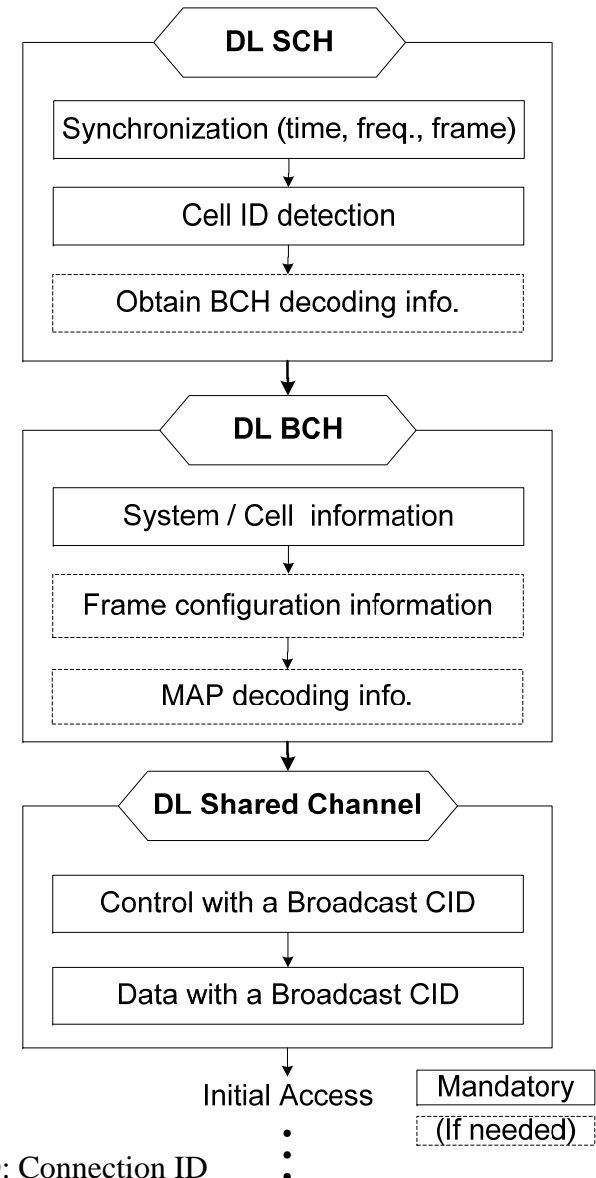 DL SCH
Synchronization (time, freq., frame)
Cell ID detection
Obtain BCH decoding info.
DL BCH
System / Cell information
Frame configuration information
MAP decoding info.
DL Shared Channel
Control with a Broadcast CID
Data with a Broadcast CID
Initial Access
Mandatory
(If needed)
: Connection ID